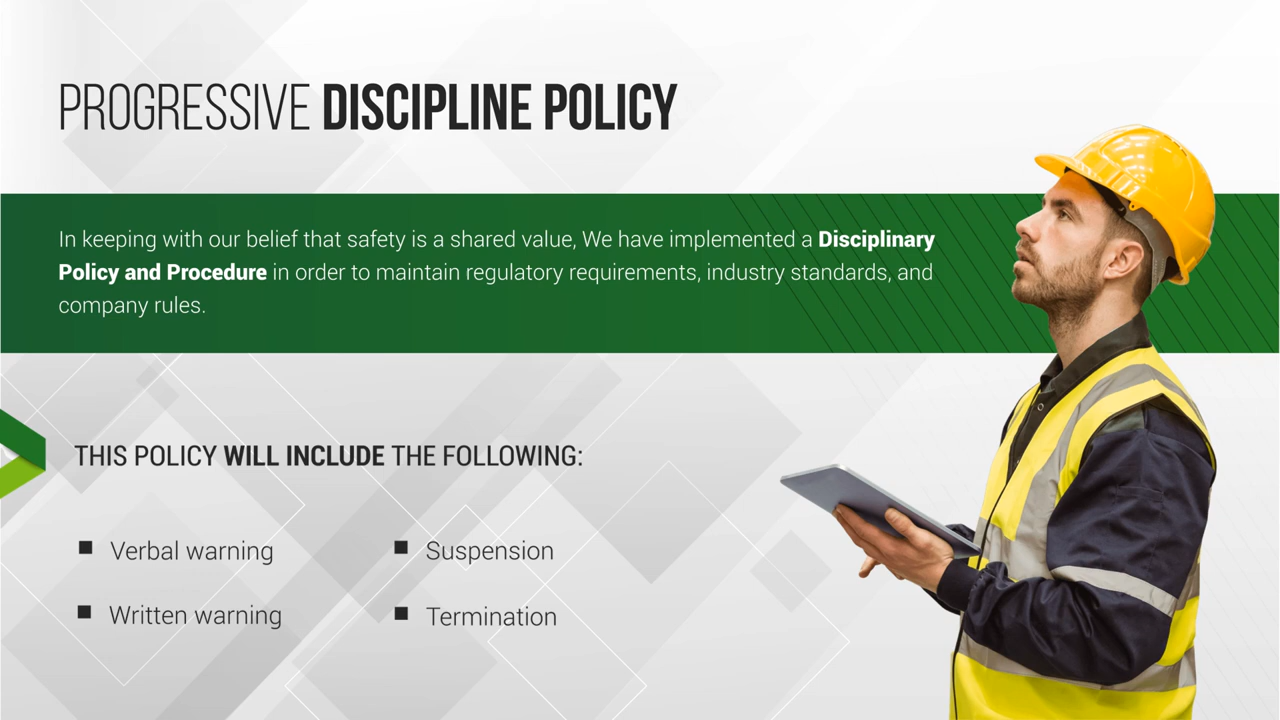 PROGRESSIVE DISCIPLINE POLICY
In keeping with our belief that safety is a shared value, We have implemented a Disciplinary
Policy and Procedure in order to maintain regulatory requirements, industry standards, and
company rules.
THIS POLICY WILL INCLUDE THE FOLLOWING:
■ Verbal warning
■ Written warning
■ Suspension
■ Termination